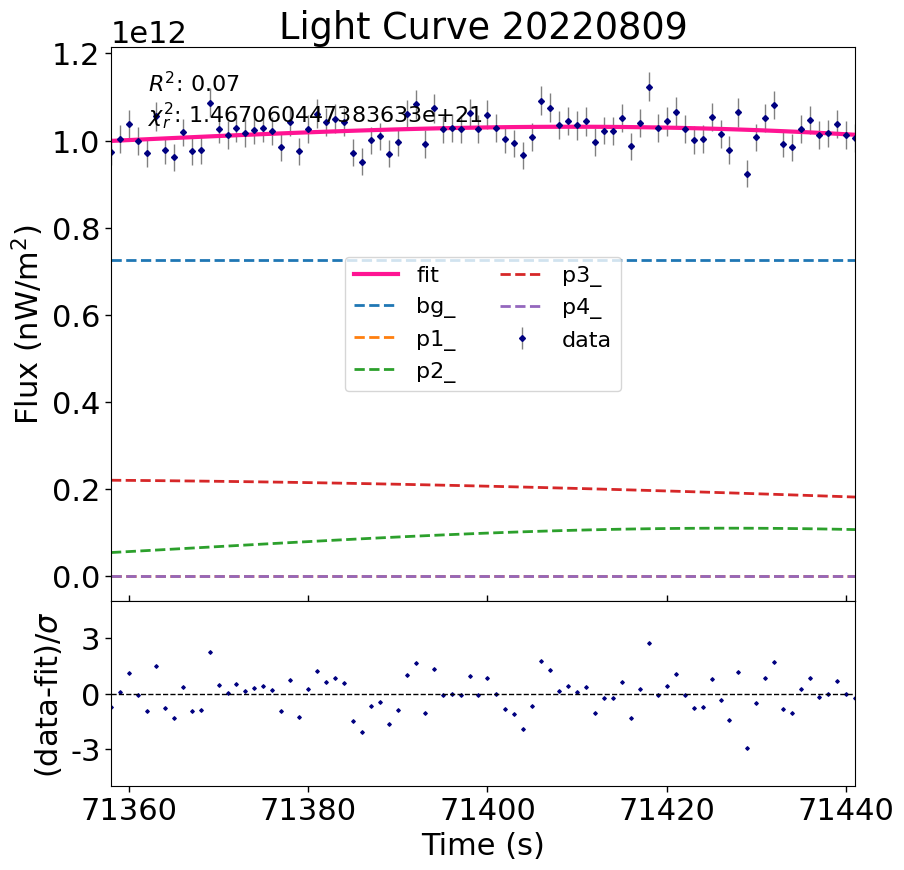 Light Curve 20220809
1e12
R²: 0.07
χ²ᵣ: 1.467060447383633e+21
1.2
1.0
0.8
0.6
0.4
0.2
0.0
Flux (nW/m²)
fit
bg_
p1_
p2_
p3_
p4_
data
3
0
-3
(data-fit)/σ
71360 71380 71400 71420 71440
Time (s)